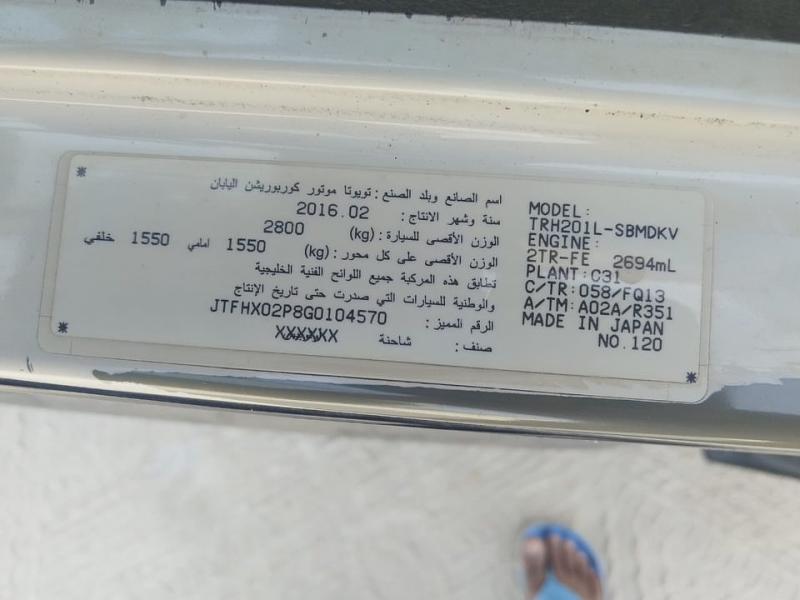 اسم الصانع وبلد الصنع : تويوتا موتور كوربوريشن اليابان
سنة وشهر الانتاج : 2016.02
الوزن الأقصى للسيارة : (kg) 2800
الوزن الأقصى على كل محور : (kg) 1550 امامي 1550 خلفي
تطابق هذه المركبة جميع اللوائح الفنية الخليجية
والوطنية للسيارات التي صدرت حتى تاريخ الإنتاج
الرقم المميز : JTFHX02P8G0104570
صنف : شاحنة XXXXXX
MODEL:
TRH201L-SBMDKV
ENGINE:
2TR-FE 2694mL
PLANT:C31
C/TR:058/FQ13
A/TM:A02A/R351
MADE IN JAPAN
NO.120